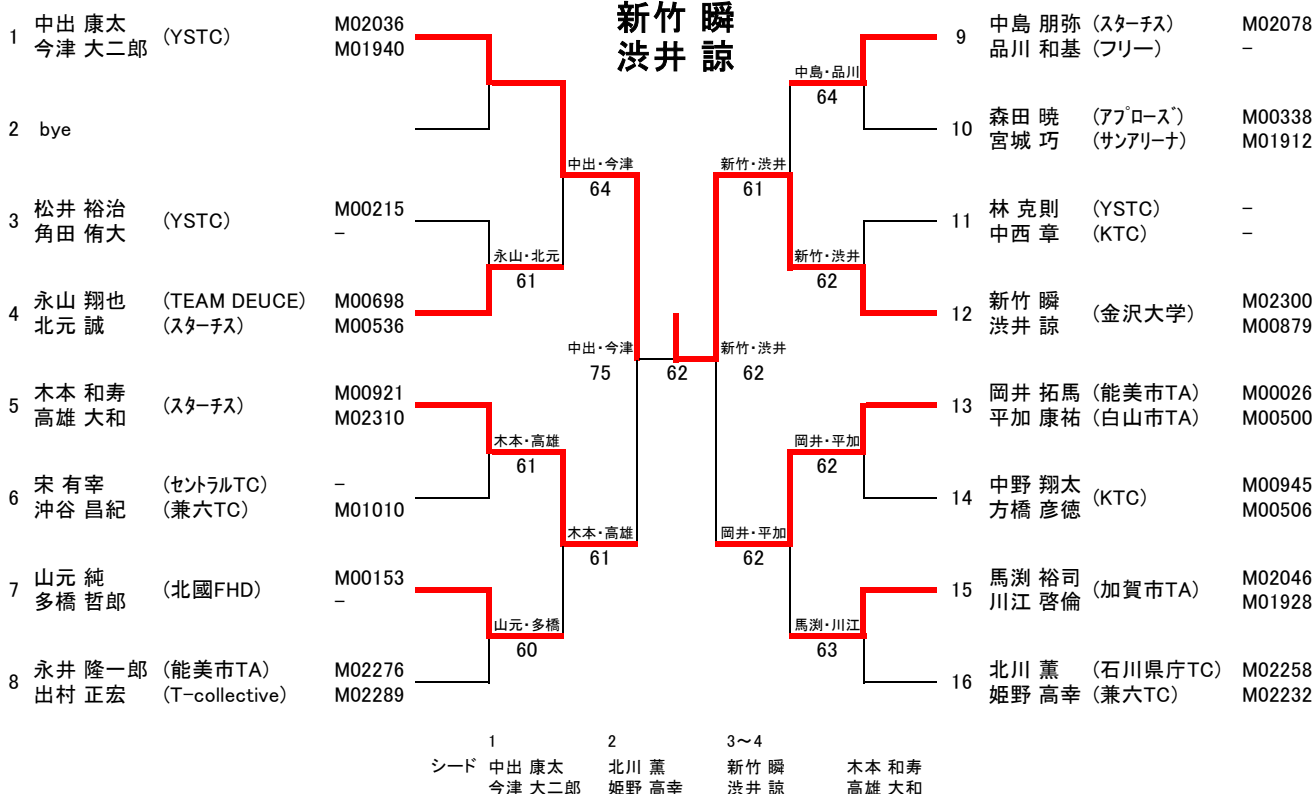 新竹 瞬
渋井 諒
1 中出 康太 (YSTC) M02036
今津 大二郎 M01940
2 bye
3 松井 裕治 (YSTC) M00215
角田 侑大 -
4 永山 翔也 (TEAM DEUCE) M00698
北元 誠 (スターチス) M00536
5 木本 和寿 (スターチス) M00921
高雄 大和 M02310
6 宋 有宰 (セントラルTC) -
沖谷 昌紀 (兼六TC) M01010
7 山元 純 (北國FHD) M00153
多橋 哲郎 -
8 永井 隆一郎 (能美市TA) M02276
出村 正宏 (T-collective) M02289
永山・北元
61
木本・高雄
61
山元・多橋
60
中出・今津
64
木本・高雄
61
中出・今津
75
62
新竹・渋井
62
新竹・渋井
61
岡井・平加
62
中島・品川
64
新竹・渋井
62
岡井・平加
62
馬渕・川江
63
9 中島 朋弥 (スターチス) M02078
品川 和基 (フリー) -
10 森田 暁 (アプローズ) M00338
宮城 巧 (サンアリーナ) M01912
11 林 克則 (YSTC) -
中西 章 (KTC) -
12 新竹 瞬 (金沢大学) M02300
渋井 諒 M00879
13 岡井 拓馬 (能美市TA) M00026
平加 康祐 (白山市TA) M00500
14 中野 翔太 (KTC) M00945
方橋 彦徳 M00506
15 馬渕 裕司 (加賀市TA) M02046
川江 啓倫 M01928
16 北川 薫 (石川県庁TC) M02258
姫野 高幸 (兼六TC) M02232
1 2 3～4
シード 中出 康太 北川 薫 新竹 瞬 木本 和寿
今津 大二郎 姫野 高幸 渋井 諒 高雄 大和